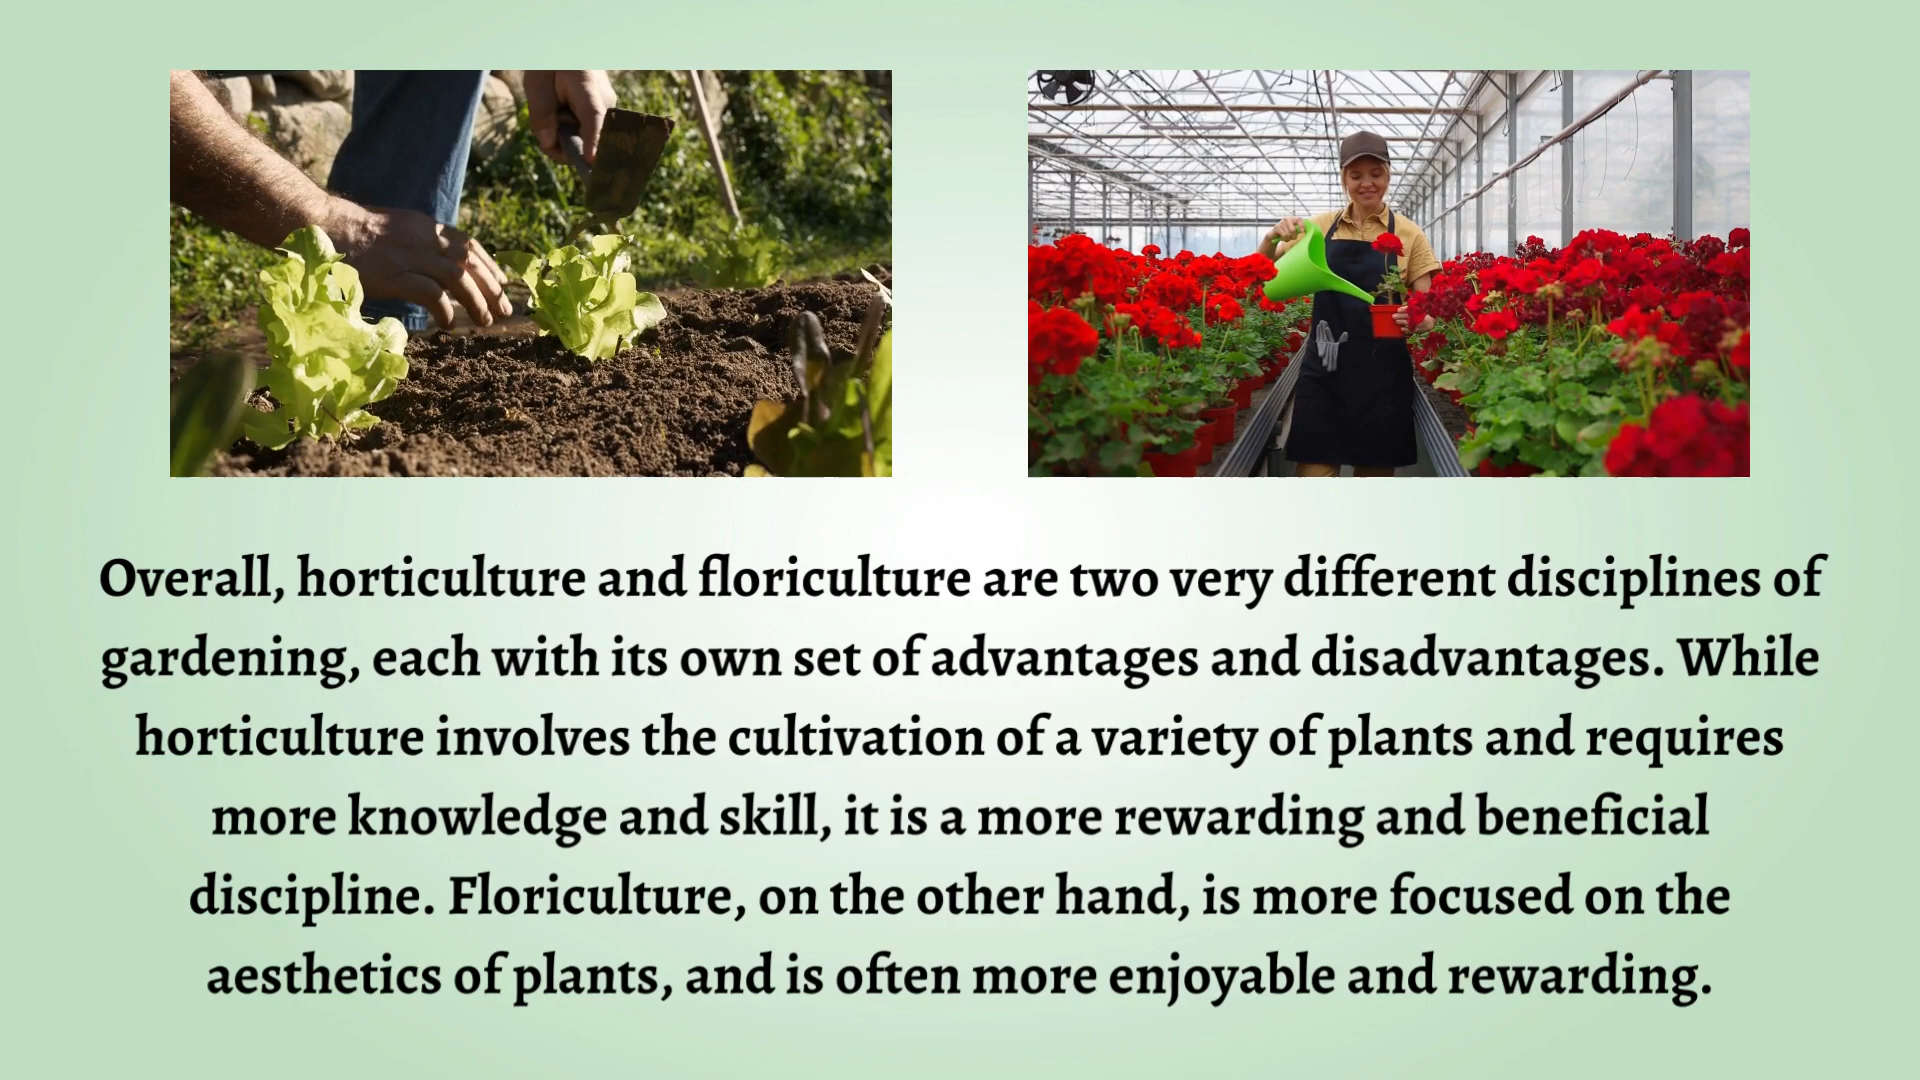 Overall, horticulture and floriculture are two very different disciplines of
gardening, each with its own set of advantages and disadvantages. While
horticulture involves the cultivation of a variety of plants and requires
more knowledge and skill, it is a more rewarding and beneficial
discipline. Floriculture, on the other hand, is more focused on the
aesthetics of plants, and is often more enjoyable and rewarding.